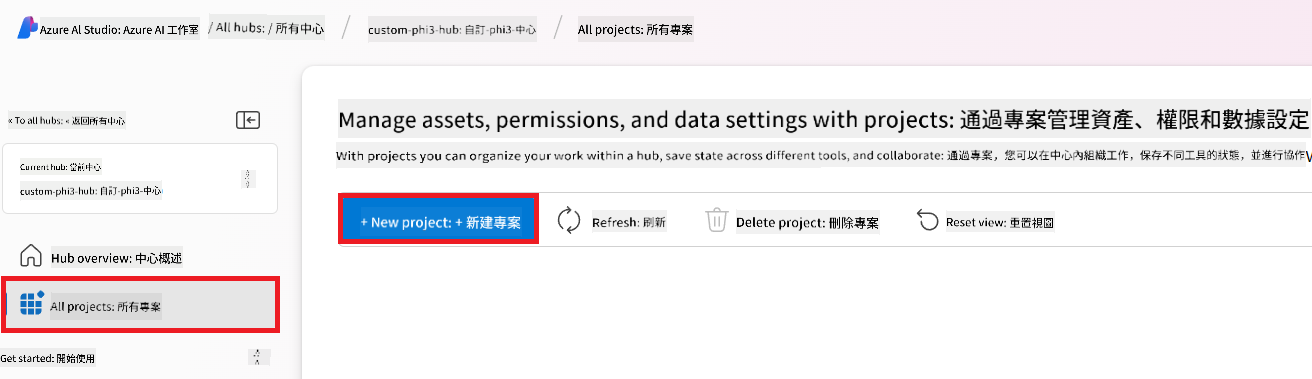 Azure AI Studio: Azure AI 工作室 / All hubs: / 所有中心 / custom-phi3-hub: 自訂-phi3-中心 / All projects: 所有專案
« To all hubs: « 返回所有中心
Current hub: 當前中心
custom-phi3-hub: 自訂-phi3-中心
Hub overview: 中心概述
All projects: 所有專案
Get started: 開始使用
Manage assets, permissions, and data settings with projects: 通過專案管理資產、權限和數據設定
With projects you can organize your work within a hub, save state across different tools, and collaborate: 通過專案，您可以在中心內組織工作，保存不同工具的狀態，並進行協作
+ New project: + 新建專案
Refresh: 刷新
Delete project: 刪除專案
Reset view: 重置視圖